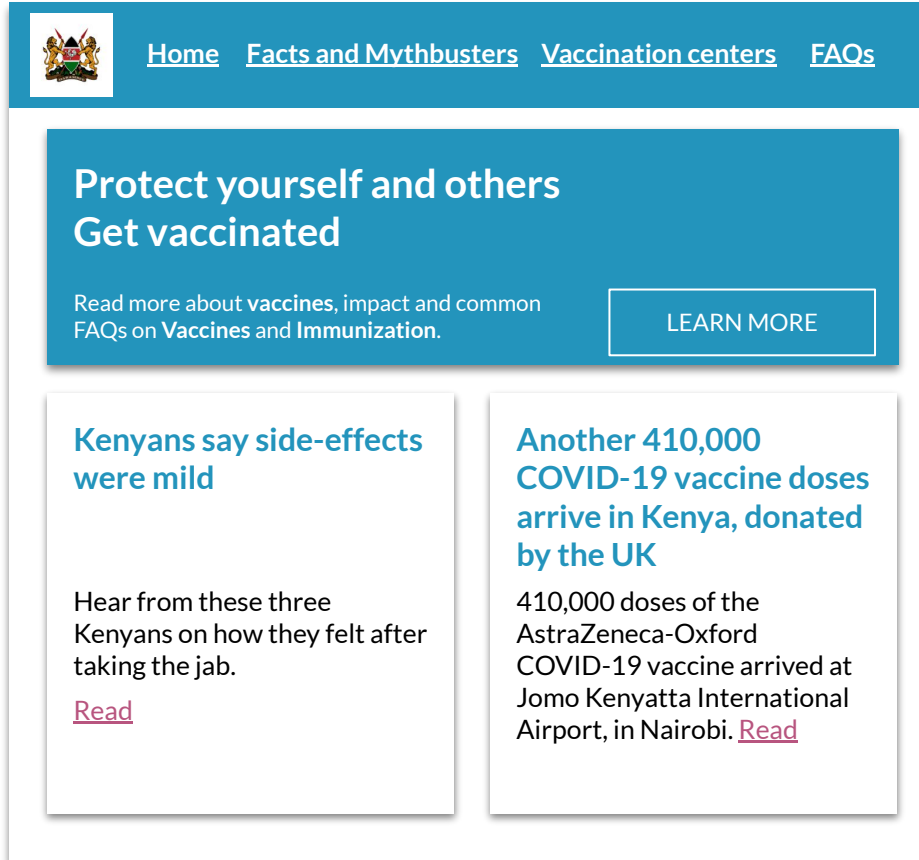 Home Facts and Mythbusters Vaccination centers FAQs
Protect yourself and others
Get vaccinated
Read more about vaccines, impact and common
FAQs on Vaccines and Immunization.
LEARN MORE
Kenyans say side-effects
were mild
Hear from these three
Kenyans on how they felt after
taking the jab.
Read
Another 410,000
COVID-19 vaccine doses
arrive in Kenya, donated
by the UK
410,000 doses of the
AstraZeneca-Oxford
COVID-19 vaccine arrived at
Jomo Kenyatta International
Airport, in Nairobi. Read